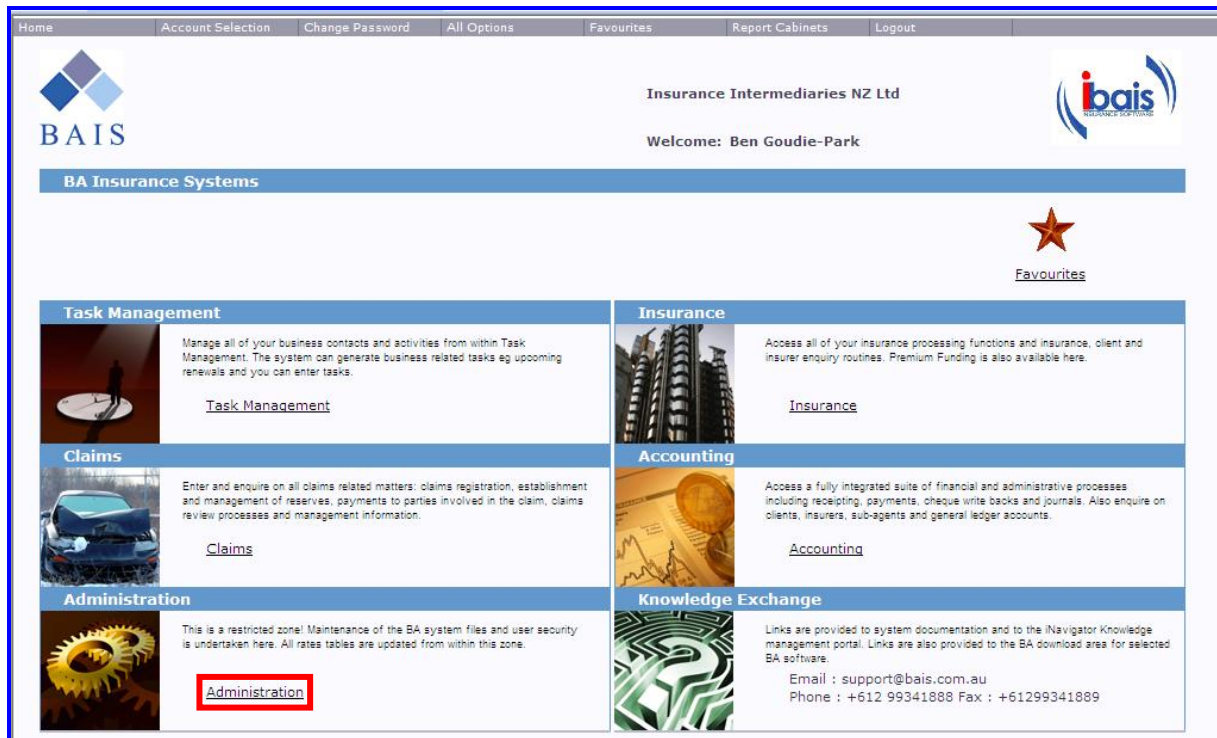 Home Account Selection Change Password All Options Favourites Report Cabinets Logout
BAIS
Insurance Intermediaries NZ Ltd
ibais
INSURANCE SOFTWARE
Welcome: Ben Goudie-Park
BA Insurance Systems
Favourites
Task Management
Manage all of your business contacts and activities from within Task
Management. The system can generate business related tasks eg upcoming
renewals and you can enter tasks.
Task Management
Insurance
Access all of your insurance processing functions and insurance, client and
insurer enquiry routines. Premium Funding is also available here.
Insurance
Claims
Enter and enquire on all claims related matters: claims registration, establishment
and management of reserves, payments to parties involved in the claim, claims
review processes and management information.
Claims
Accounting
Access a fully integrated suite of financial and administrative processes
including receipting, payments, cheque write backs and journals. Also enquire on
clients, insurers, sub-agents and general ledger accounts.
Accounting
Administration
This is a restricted zone! Maintenance of the BA system files and user security
is undertaken here. All rates tables are updated from within this zone.
Administration
Knowledge Exchange
Links are provided to system documentation and to the iNavigator Knowledge
management portal. Links are also provided to the BA download area for selected
BA software.
Email : support@bais.com.au
Phone : +612 99341888 Fax : +61299341889